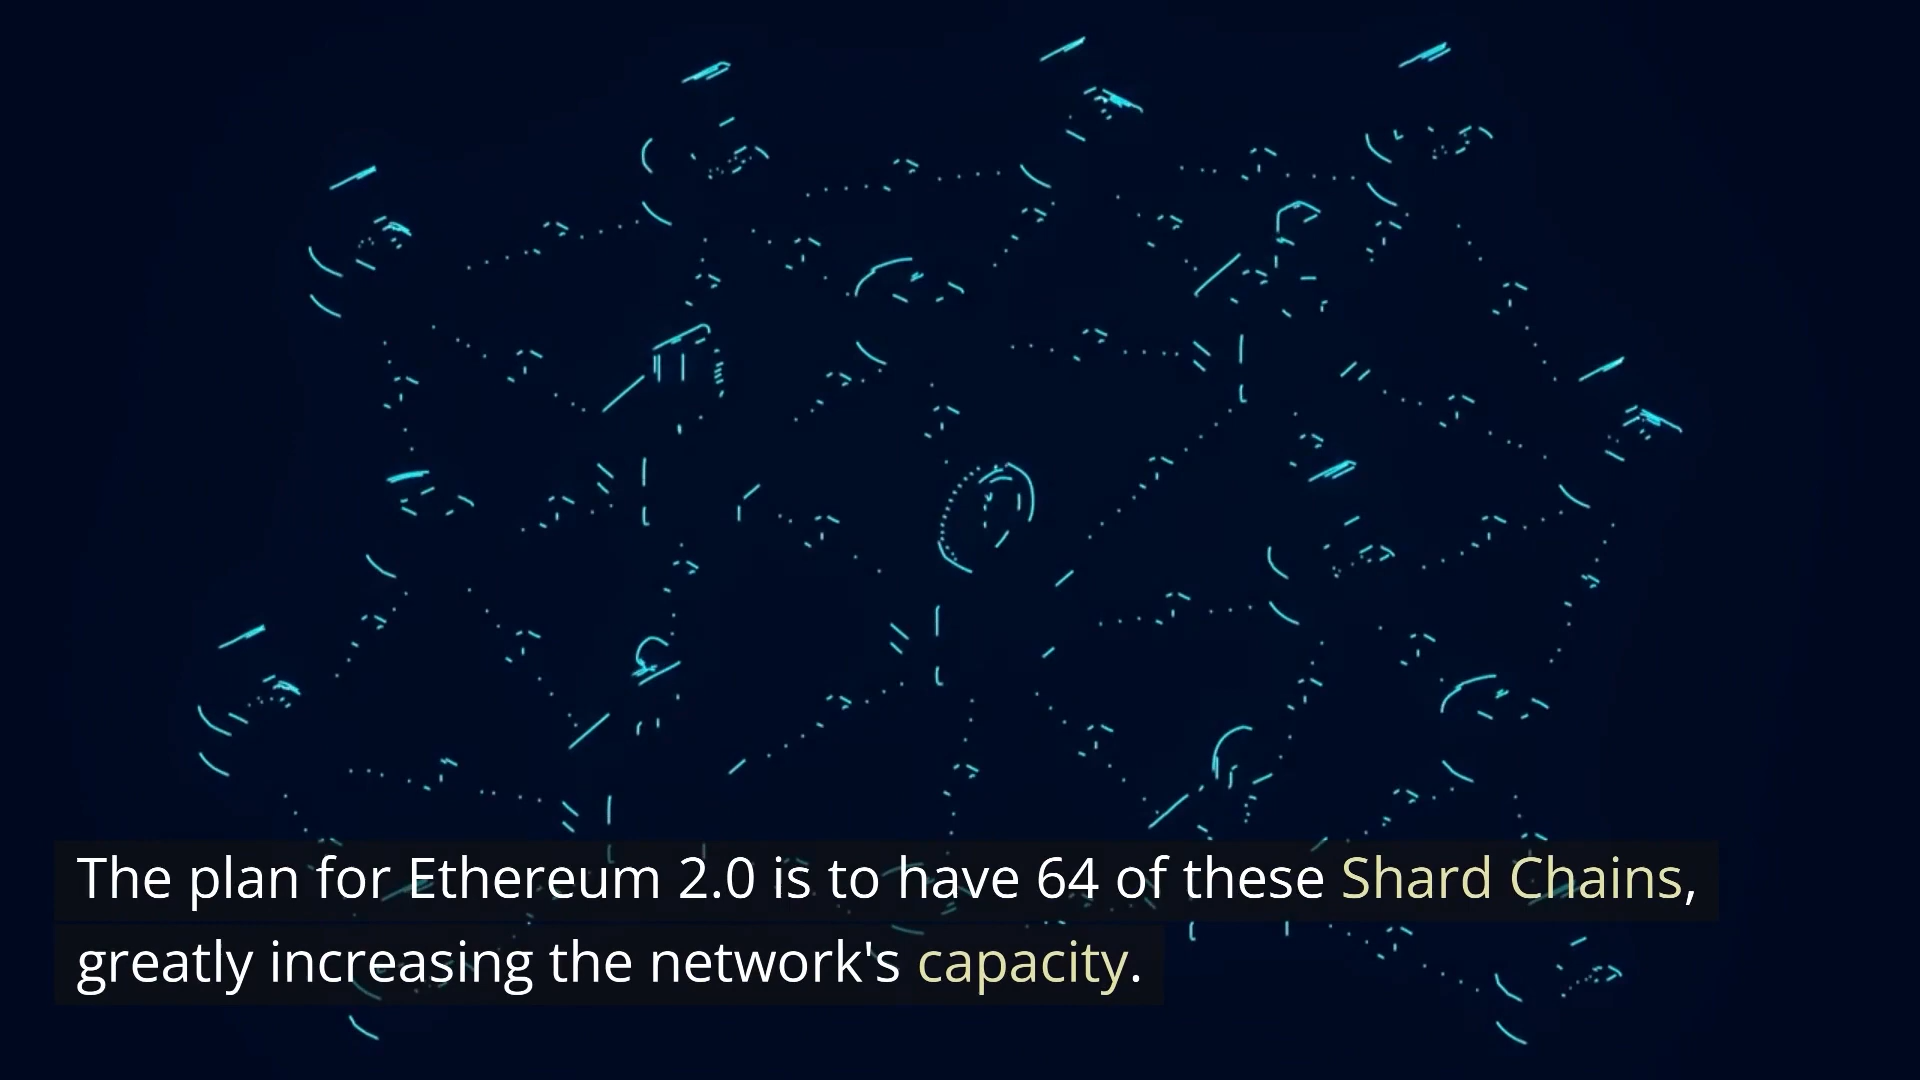 The plan for Ethereum 2.0 is to have 64 of these Shard Chains,
greatly increasing the network's capacity.